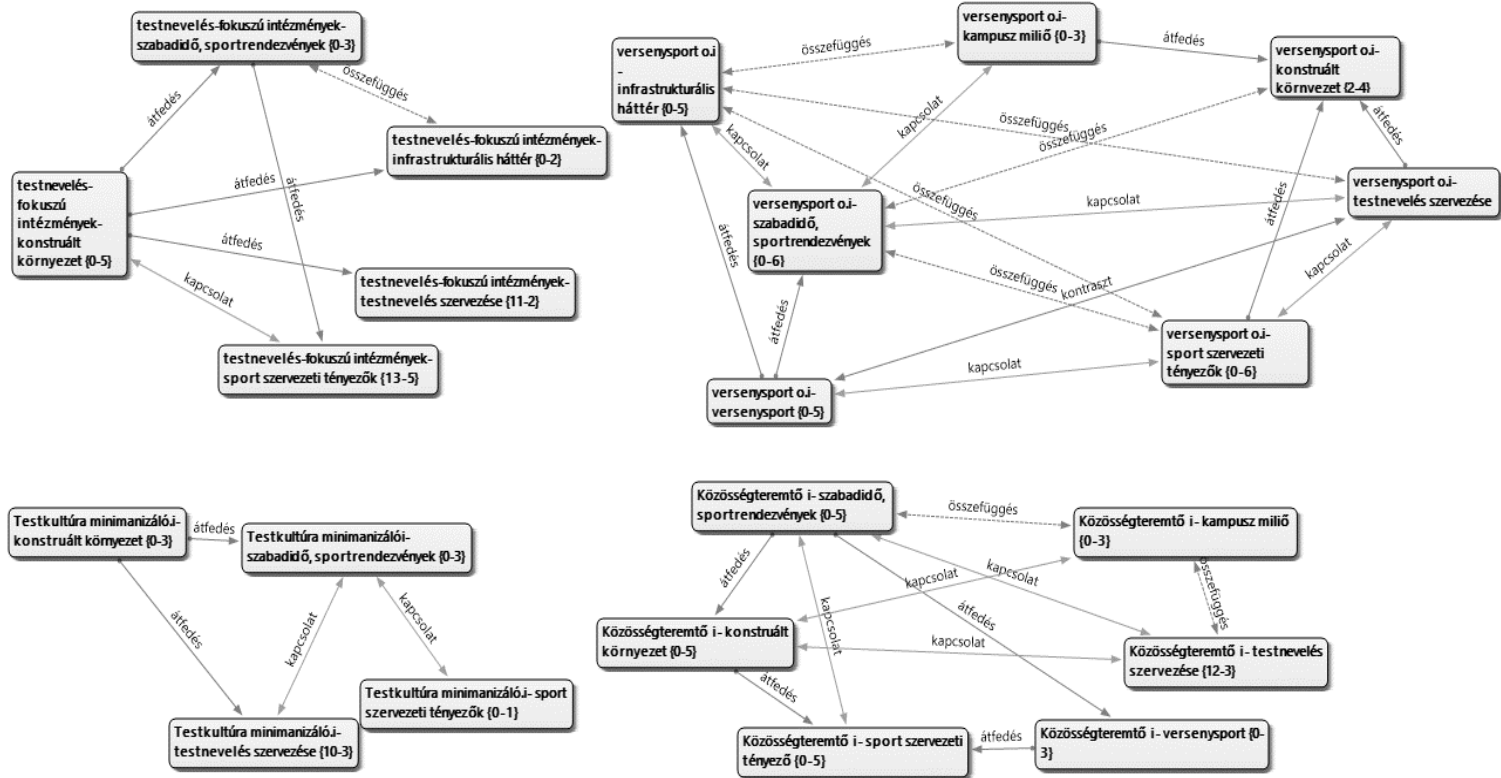 testnevelés-fokuszú intézmények-
szabadidő, sportrendezvények {0-3}
összefüggés
átfedés
testnevelés-fokuszú intézmények-
infrastrukturális háttér {0-2}
átfedés
átfedés
testnevelés-
fokuszú
intézmények-
konstruált
környezet {0-5}
átfedés
kapcsolat
testnevelés-fokuszú intézmények-
testnevelés szervezése {11-2}
testnevelés-fokuszú intézmények-
sport szervezeti tényezők {13-5}
versenysport o.i-
kampusz miliő {0-3}
versenysport o.i
-
infrastrukturális
háttér {0-5}
összefüggés
átfedés
versenysport o.i-
konstruált
környezet {2-4}
kapcsolat
kapcsolat
összefüggés
összefüggés
átfedés
versenysport o.i-
testnevelés szervezése
versenysport o.i-
szabadidő,
sportrendezvények
{0-6}
összefüggés
kapcsolat
átfedés
átfedés
kapcsolat
összefüggés
kontraszt
átfedés
versenysport o.i-
sport szervezeti
tényezők {0-6}
kapcsolat
versenysport o.i-
versenysport {0-5}
Testkultúra minimanizáló.i-
konstruált környezet {0-3}
átfedés
Testkultúra minimanizálói-
szabadidő, sportrendezvények {0-3}
átfedés
kapcsolat
kapcsolat
Testkultúra minimanizáló.i- sport
szervezeti tényezők {0-1}
Testkultúra minimanizáló.i-
testnevelés szervezése {10-3}
Közösségteremtő i- szabadidő,
sportrendezvények {0-5}
összefüggés
Közösségteremtő i- kampusz miliő
{0-3}
átfedés
kapcsolat
kapcsolat
összefüggés
kapcsolat
átfedés
Közösségteremtő i- konstruált
környezet {0-5}
kapcsolat
Közösségteremtő i- testnevelés
szervezése {12-3}
átfedés
Közösségteremtő i- sport szervezeti
tényező {0-5}
átfedés
Közösségteremtő i- versenysport {0-
3}